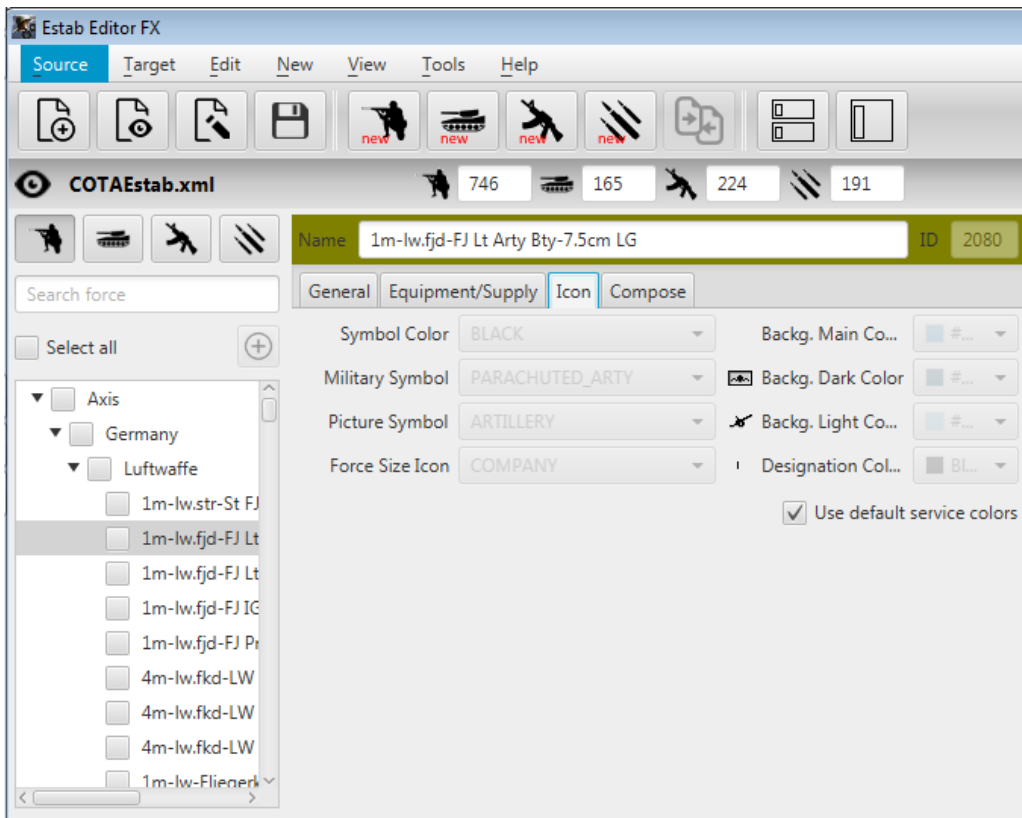 Estab Editor FX
Source Target Edit New View Tools Help
new new new new
COTAEstab.xml 746 165 224 191
Name 1m-lw.fjd-FJ Lt Arty Bty-7.5cm LG ID 2080
Search force
General Equipment/Supply Icon Compose
Select all
Symbol Color BLACK Backg. Main Co... #...
Military Symbol PARACHUTED_ARTY Backg. Dark Color #...
Picture Symbol ARTILLERY Backg. Light Co... #...
Force Size Icon COMPANY Designation Col... Bl...
Use default service colors
Axis
Germany
Luftwaffe
1m-lw.str-St FJ
1m-lw.fjd-FJ Lt
1m-lw.fjd-FJ Lt
1m-lw.fjd-FJ IG
1m-lw.fjd-FJ Pr
4m-lw.fkd-LW
4m-lw.fkd-LW
4m-lw.fkd-LW
1m-lw-Fliegerk